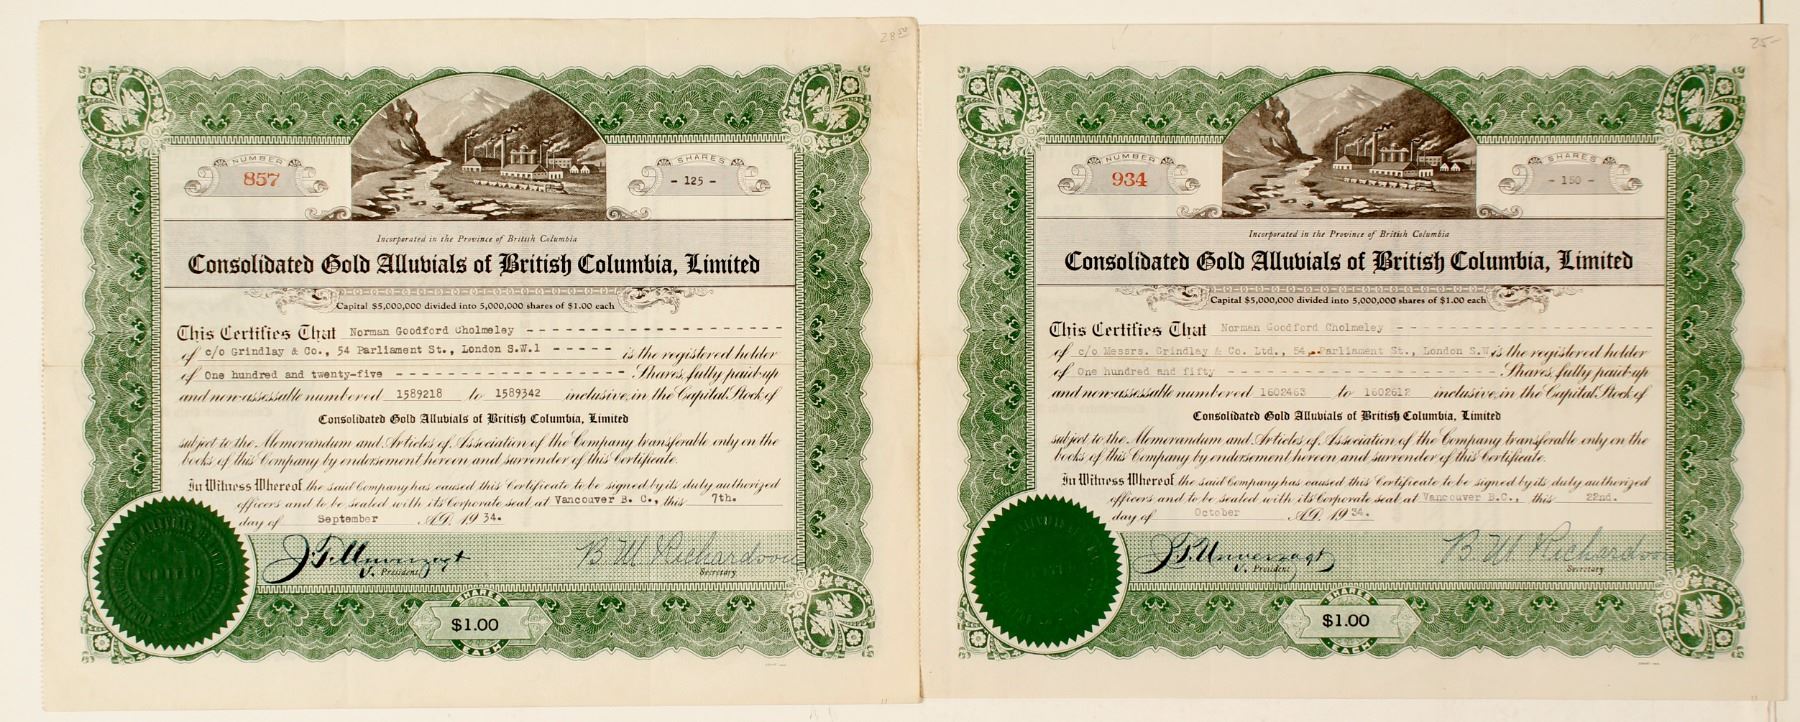 28 50
NUMBER
857
SHARES
- 125 -
Incorporated in the Province of British Columbia
Consolidated Gold Alluvials of British Columbia, Limited
Capital $5,000,000 divided into 5,000,000 shares of $1.00 each
This Certifies That Norman Goodford Cholmeley
of c/o Grindlay & Co., 54 Parliament St., London S.W.1 is the registered holder
of One hundred and twenty-five Shares, fully paid up
and non-assessable numbered 1589218 to 1589342 inclusive, in the Capital Stock of
Consolidated Gold Alluvials of British Columbia, Limited
subject to the Memorandum and Articles of Association of the Company transferable only on the
books of this Company by endorsement hereon and surrender of this Certificate.
In Witness Whereof the said Company has caused this Certificate to be signed by its duly authorized
officers and to be sealed with its Corporate seal at Vancouver B. C., this 7th.
day of September A.D. 1934.
V. President
B. M. Richardson
Secretary
SHARES
$1.00
EACH
25-
NUMBER
934
SHARES
- 150 -
Incorporated in the Province of British Columbia
Consolidated Gold Alluvials of British Columbia, Limited
Capital $5,000,000 divided into 5,000,000 shares of $1.00 each
This Certifies That Norman Goodford Cholmeley
of c/o Messrs. Grindlay & Co. Ltd., 54, Parliament St., London S.W. is the registered holder
of One hundred and fifty Shares, fully paid up
and non-assessable numbered 1602463 to 1602612 inclusive, in the Capital Stock of
Consolidated Gold Alluvials of British Columbia, Limited
subject to the Memorandum and Articles of Association of the Company transferable only on the
books of this Company by endorsement hereon and surrender of this Certificate.
In Witness Whereof the said Company has caused this Certificate to be signed by its duly authorized
officers and to be sealed with its Corporate seal at Vancouver B.C., this 22nd.
day of October A.D. 1934.
V. President
B. M. Richardson
Secretary
SHARES
$1.00
EACH